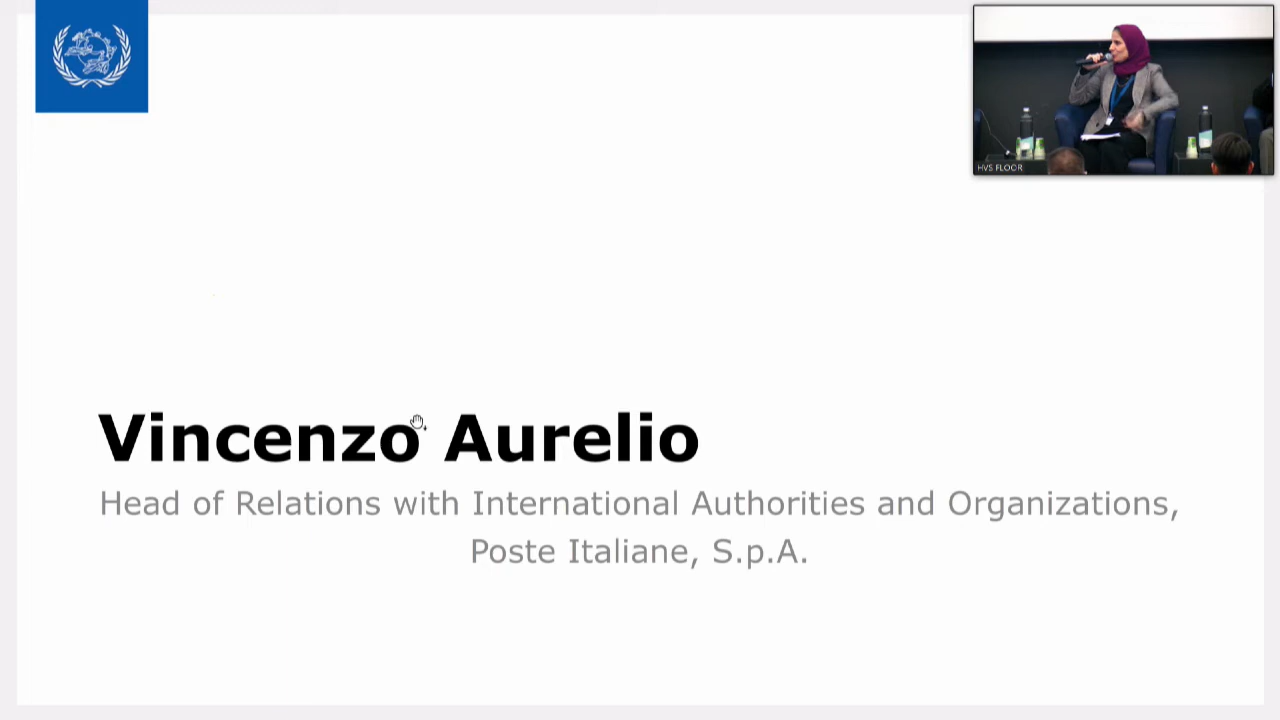 HVS FLOOR
Vincenzo Aurelio
Head of Relations with International Authorities and Organizations,
Poste Italiane, S.p.A.